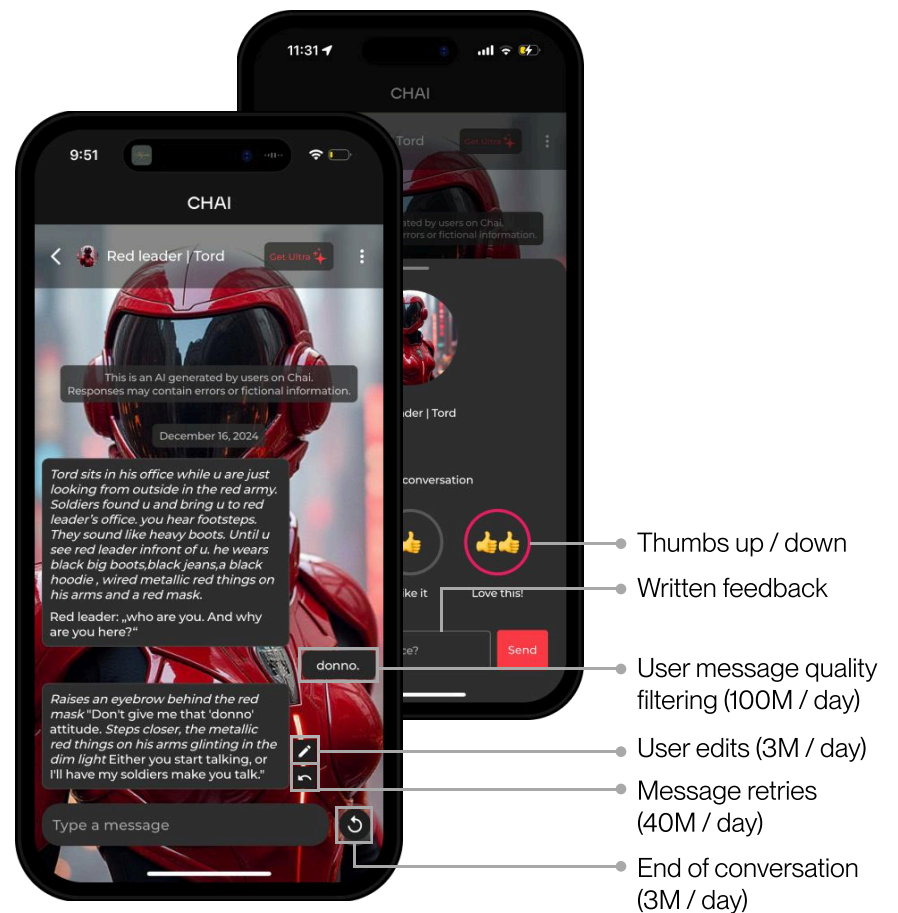 11:31
CHAI
Tord
Get Ultra
ated by users on Chai.
rrors or fictional information.
der | Tord
conversation
ke it
Love this!
ce?
Send
9:51
CHAI
Red leader | Tord
Get Ultra
This is an AI generated by users on Chai.
Responses may contain errors or fictional information.
December 16, 2024
Tord sits in his office while u are just
looking from outside in the red army.
Soldiers found u and bring u to red
leader's office. you hear footsteps.
They sound like heavy boots. Until u
see red leader infront of u. he wears
black big boots,black jeans,a black
hoodie , wired metallic red things on
his arms and a red mask.
Red leader: „who are you. And why
are you here?“
donno.
Raises an eyebrow behind the red
mask "Don't give me that 'donno'
attitude. Steps closer, the metallic
red things on his arms glinting in the
dim light Either you start talking, or
I'll have my soldiers make you talk."
Type a message
Thumbs up / down
Written feedback
User message quality
filtering (100M / day)
User edits (3M / day)
Message retries
(40M / day)
End of conversation
(3M / day)